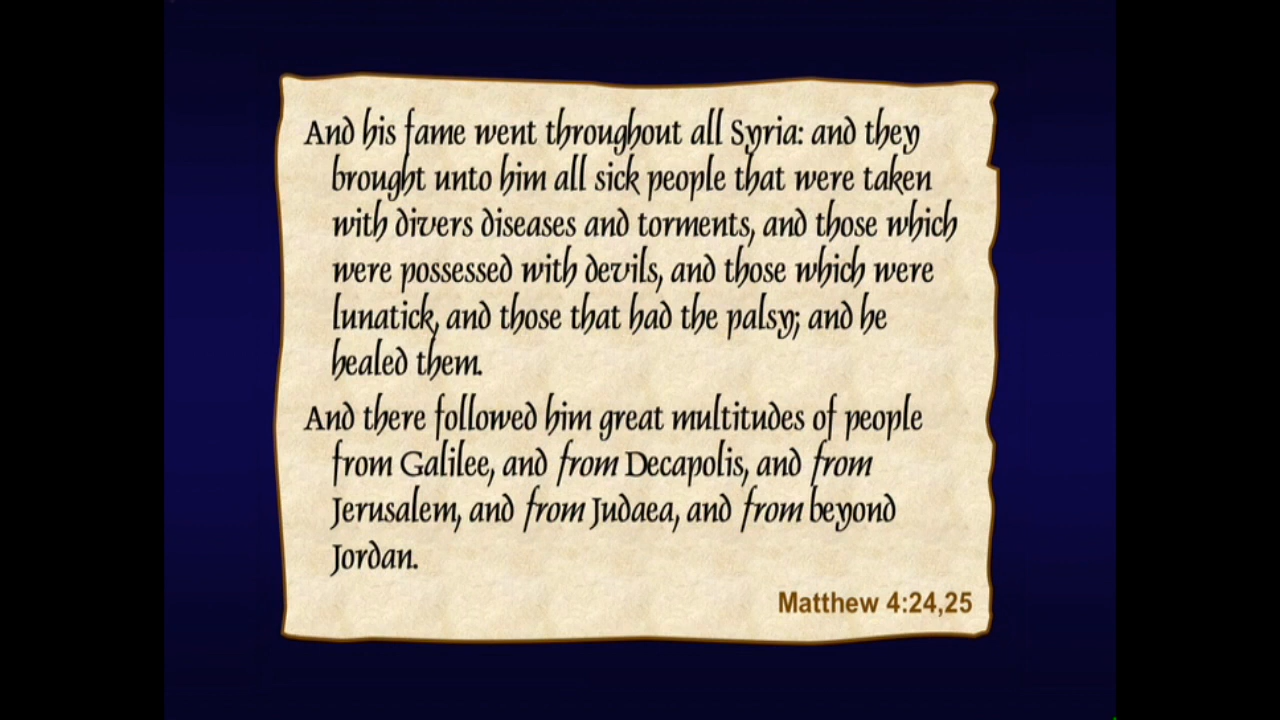 And his fame went throughout all Syria: and they
brought unto him all sick people that were taken
with divers diseases and torments, and those which
were possessed with devils, and those which were
lunatick, and those that had the palsy; and he
healed them.
And there followed him great multitudes of people
from Galilee, and from Decapolis, and from
Jerusalem, and from Judaea, and from beyond
Jordan.
Matthew 4:24,25